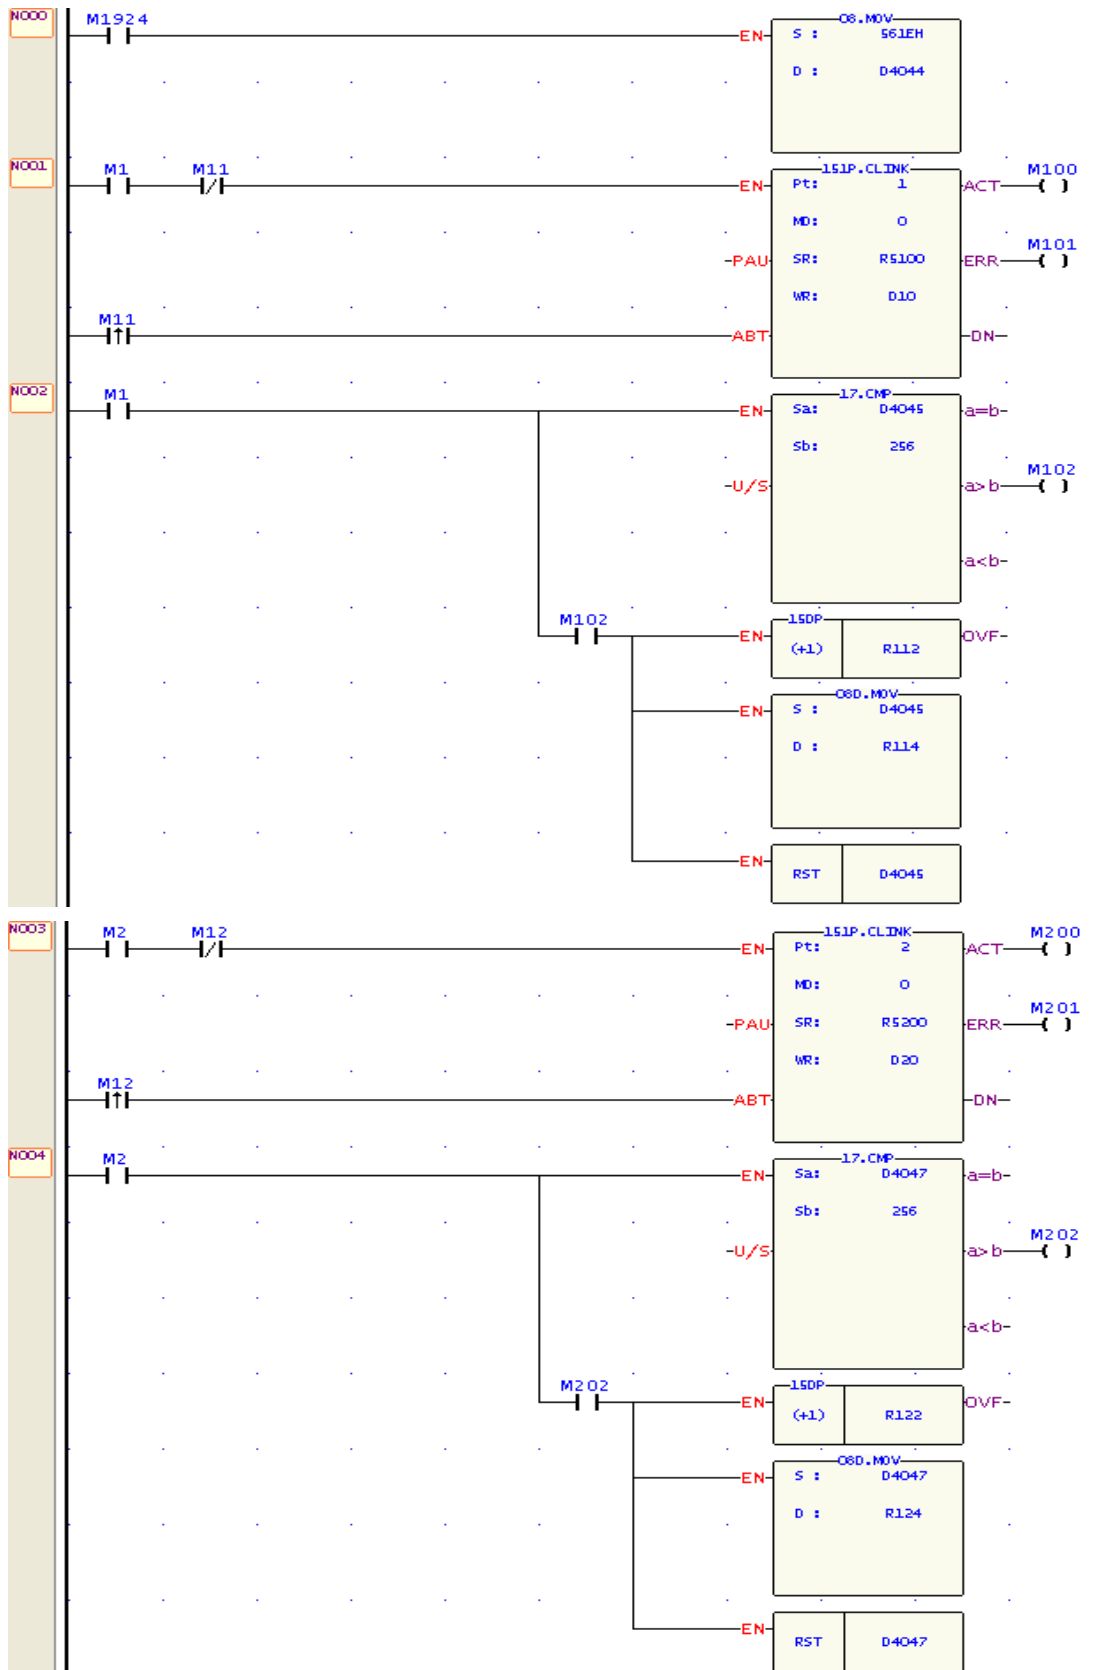 N000
M1924
EN
08.MOV
S : 561EH
D : D4044
N001
M1 M11
EN
151P.CLINK
Pt: 1
MD: 0
SR: R5100
WR: D10
ACT
M100
PAU
ERR
M101
M11
ABT
DN
N002
M1
EN
17.CMP
Sa: D4045
Sb: 256
a=b
U/S
a>b
M102
a<b
M102
EN
15DP
(+1) R112
OVF
EN
08D.MOV
S : D4045
D : R114
EN
RST D4045
N003
M2 M12
EN
151P.CLINK
Pt: 2
MD: 0
SR: R5200
WR: D20
ACT
M200
PAU
ERR
M201
M12
ABT
DN
N004
M2
EN
17.CMP
Sa: D4047
Sb: 256
a=b
U/S
a>b
M202
a<b
M202
EN
15DP
(+1) R122
OVF
EN
08D.MOV
S : D4047
D : R124
EN
RST D4047